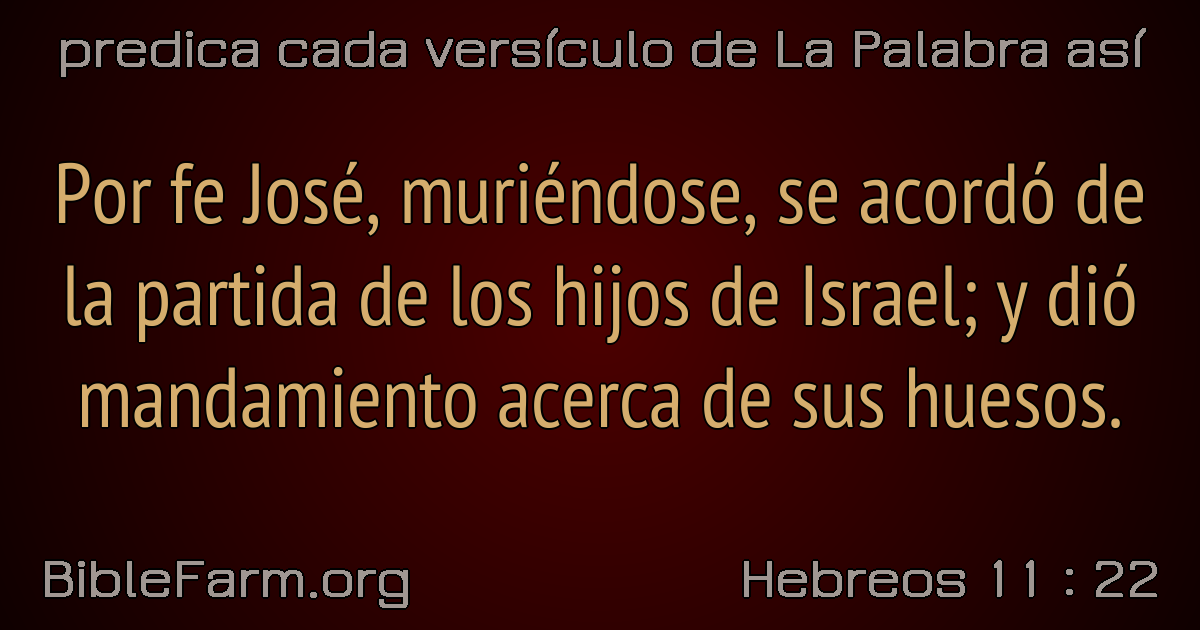 predica cada versículo de La Palabra así
Por fe José, muriéndose, se acordó de
la partida de los hijos de Israel; y dió
mandamiento acerca de sus huesos.
BibleFarm.org
Hebreos 11 : 22